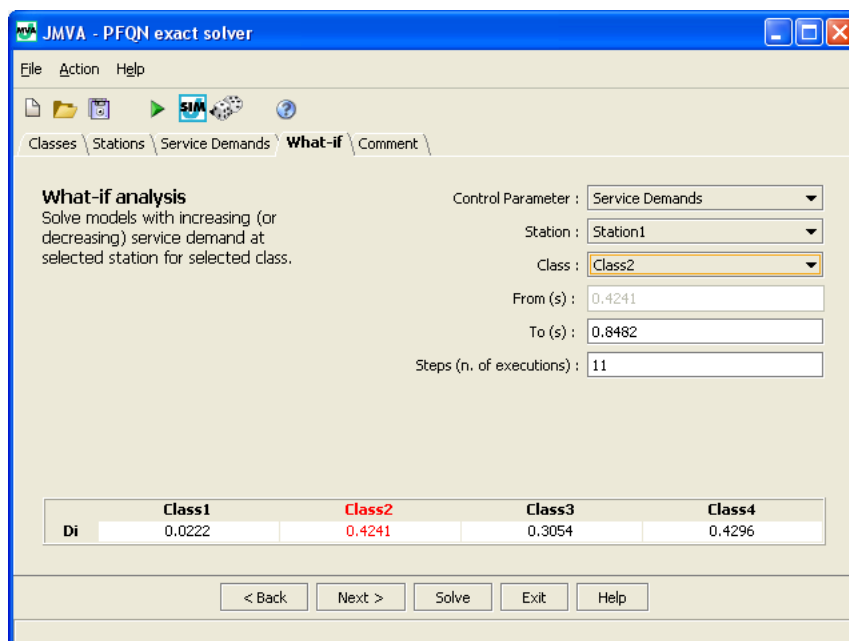 JMVA - PFQN exact solver
File Action Help
SIM
Classes Stations Service Demands What-if Comment
What-if analysis
Solve models with increasing (or
decreasing) service demand at
selected station for selected class.
Control Parameter : Service Demands
Station : Station1
Class : Class2
From (s) : 0.4241
To (s) : 0.8482
Steps (n. of executions) : 11
Class1 Class2 Class3 Class4
Di 0.0222 0.4241 0.3054 0.4296
< Back Next > Solve Exit Help